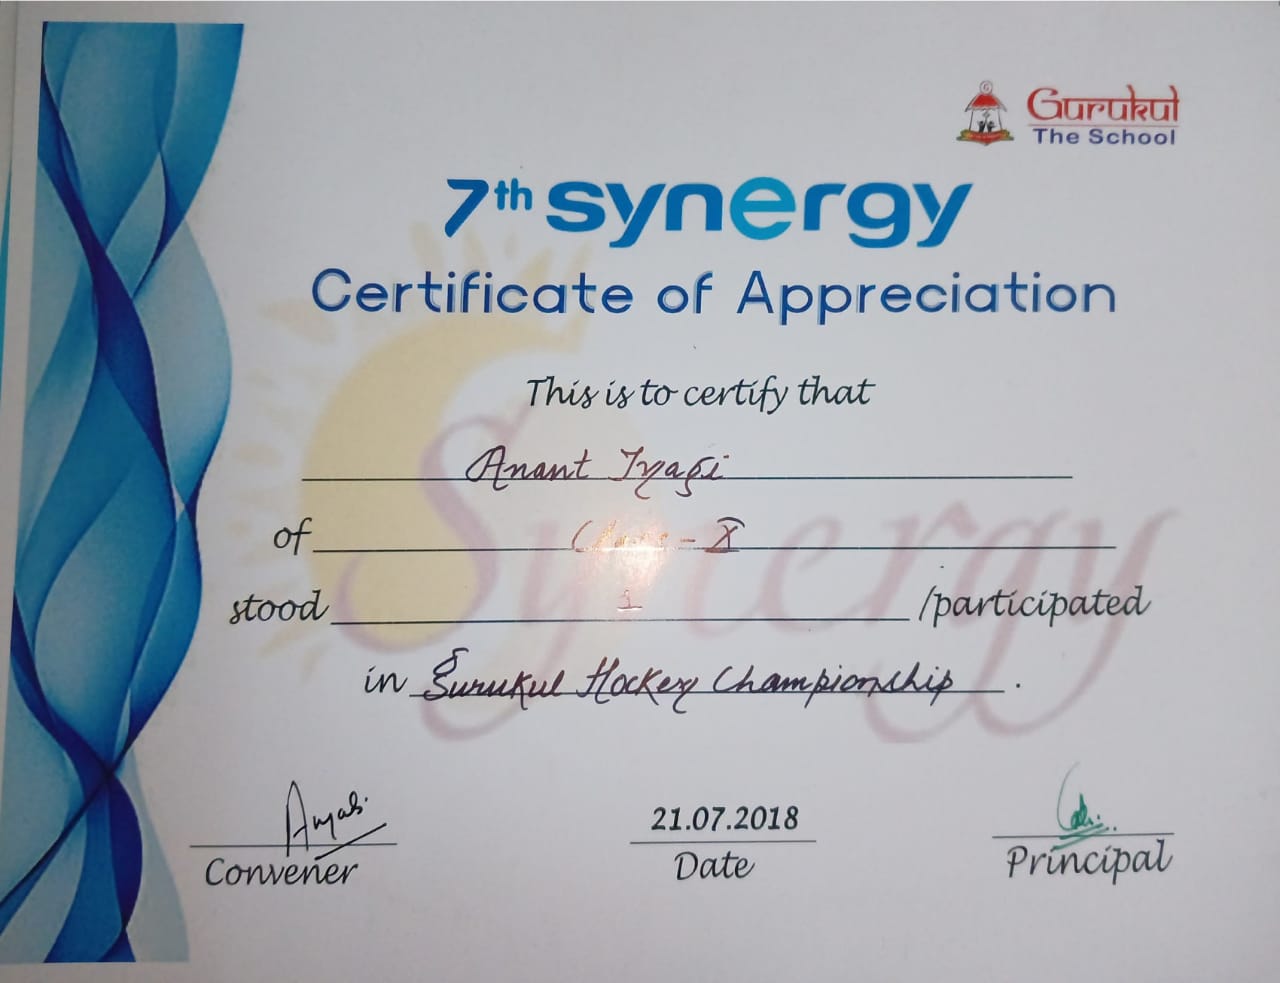 Gurukul
The School
7th synergy
Certificate of Appreciation
This is to certify that
Anant Tyagi
of Class - X
stood 1 /participated
in Gurukul Hockey Championship .
Synergy
21.07.2018
Convener Date Principal